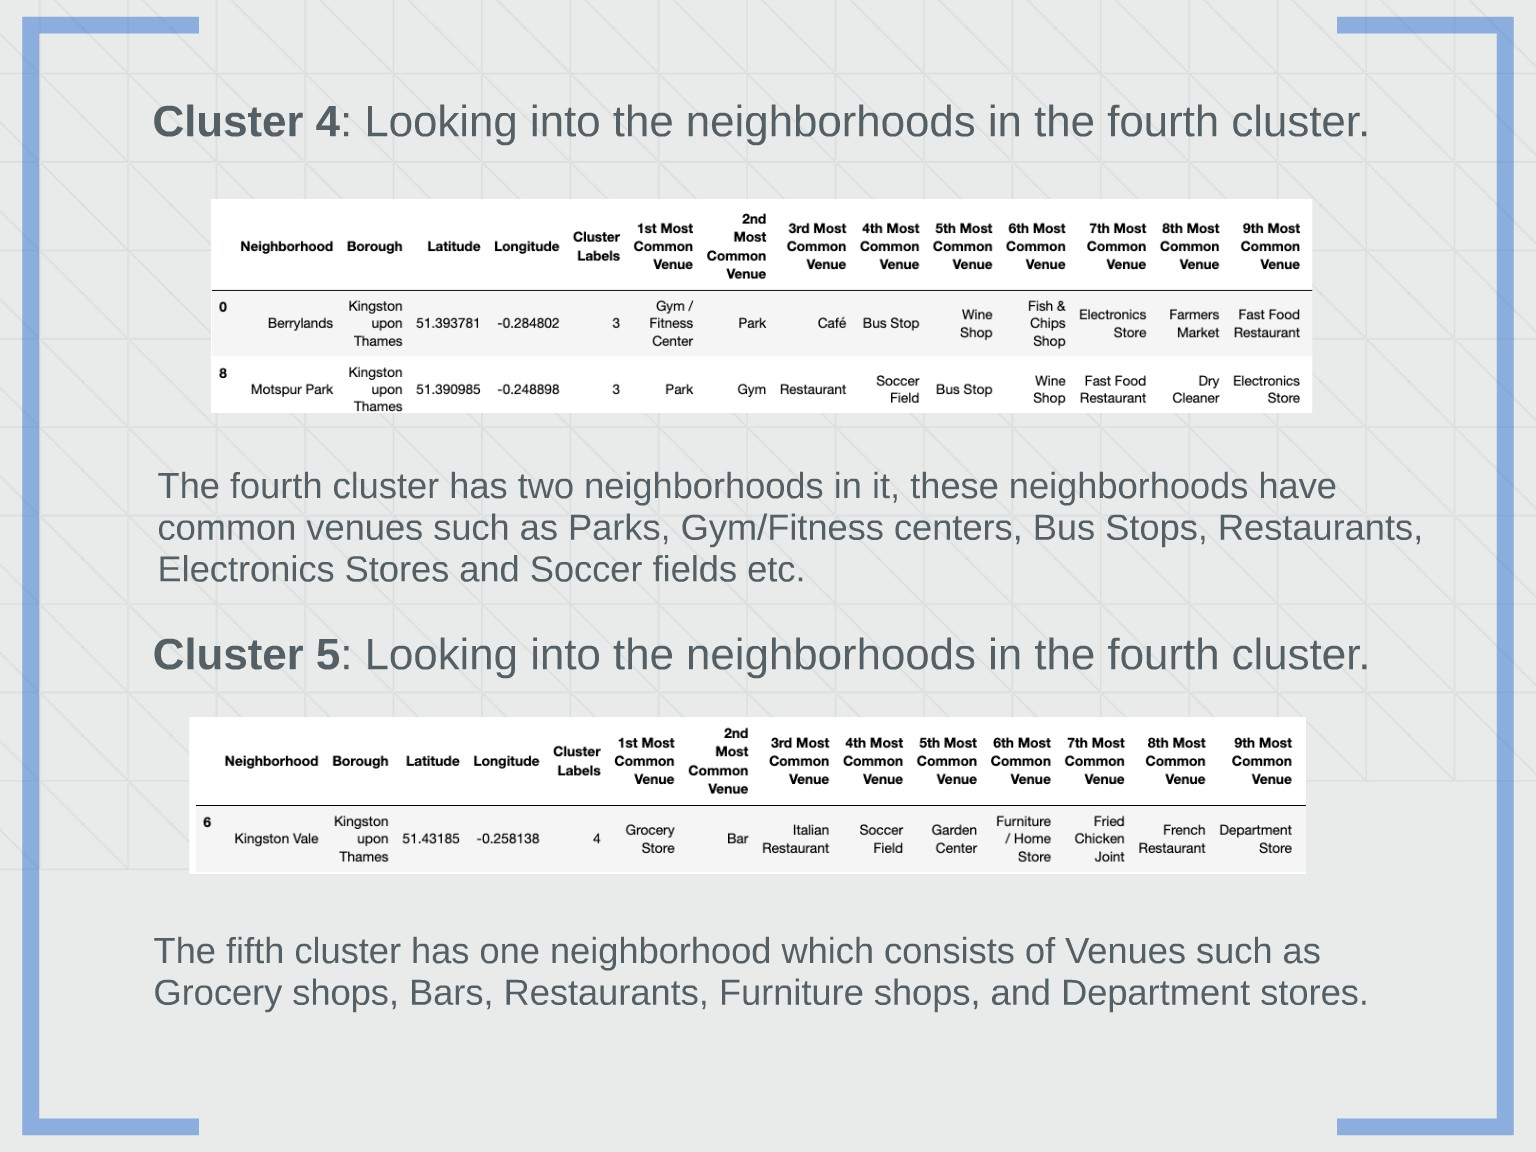 Cluster 4: Looking into the neighborhoods in the fourth cluster.
Neighborhood Borough Latitude Longitude Cluster Labels 1st Most Common Venue 2nd Most Common Venue 3rd Most Common Venue 4th Most Common Venue 5th Most Common Venue 6th Most Common Venue 7th Most Common Venue 8th Most Common Venue 9th Most Common Venue
0 Berrylands Kingston upon Thames 51.393781 -0.284802 3 Gym / Fitness Center Park Café Bus Stop Wine Shop Fish & Chips Shop Electronics Store Farmers Market Fast Food Restaurant
8 Motspur Park Kingston upon Thames 51.390985 -0.248898 3 Park Gym Restaurant Soccer Field Bus Stop Wine Shop Fast Food Restaurant Dry Cleaner Electronics Store
The fourth cluster has two neighborhoods in it, these neighborhoods have
common venues such as Parks, Gym/Fitness centers, Bus Stops, Restaurants,
Electronics Stores and Soccer fields etc.
Cluster 5: Looking into the neighborhoods in the fourth cluster.
Neighborhood Borough Latitude Longitude Cluster Labels 1st Most Common Venue 2nd Most Common Venue 3rd Most Common Venue 4th Most Common Venue 5th Most Common Venue 6th Most Common Venue 7th Most Common Venue 8th Most Common Venue 9th Most Common Venue
6 Kingston Vale Kingston upon Thames 51.43185 -0.258138 4 Grocery Store Bar Italian Restaurant Soccer Field Garden Center Furniture / Home Store Fried Chicken Joint French Restaurant Department Store
The fifth cluster has one neighborhood which consists of Venues such as
Grocery shops, Bars, Restaurants, Furniture shops, and Department stores.